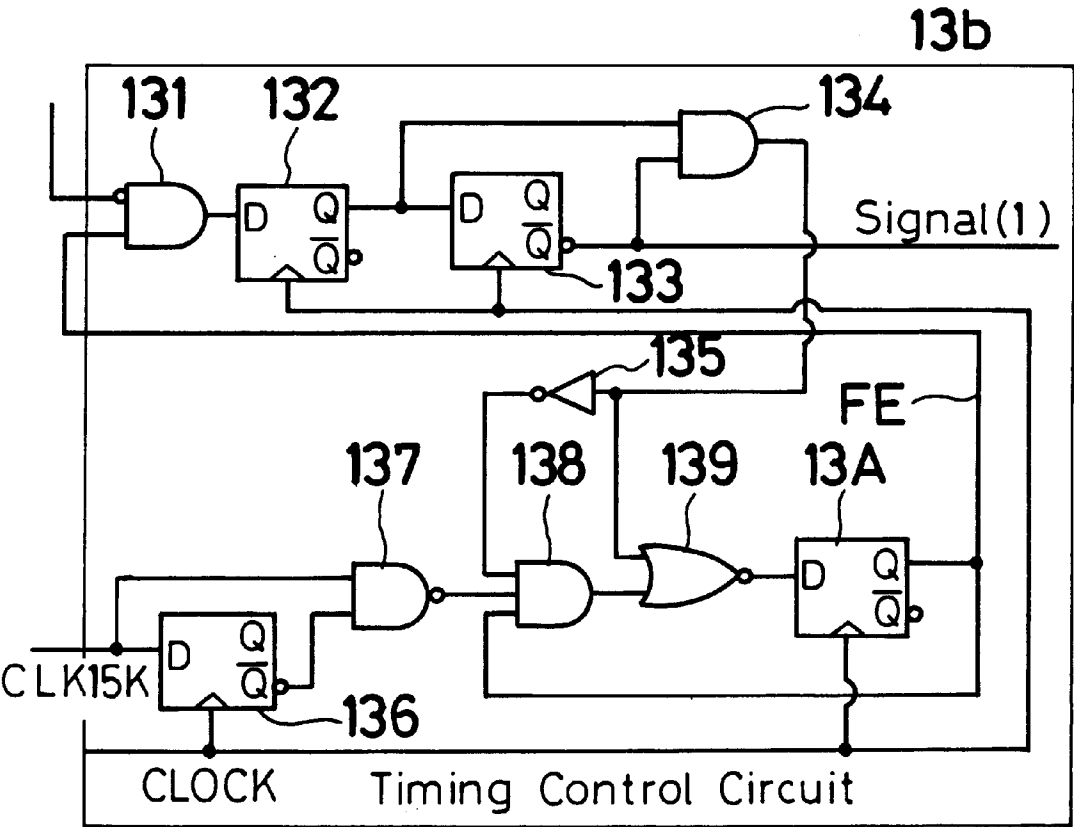 13b
131
132
134
D
Q
Q
D
Q
Q
Signal(1)
133
135
FE
137
138
139
13A
D
Q
Q
D
Q
Q
CLK15K
136
CLOCK
Timing Control Circuit